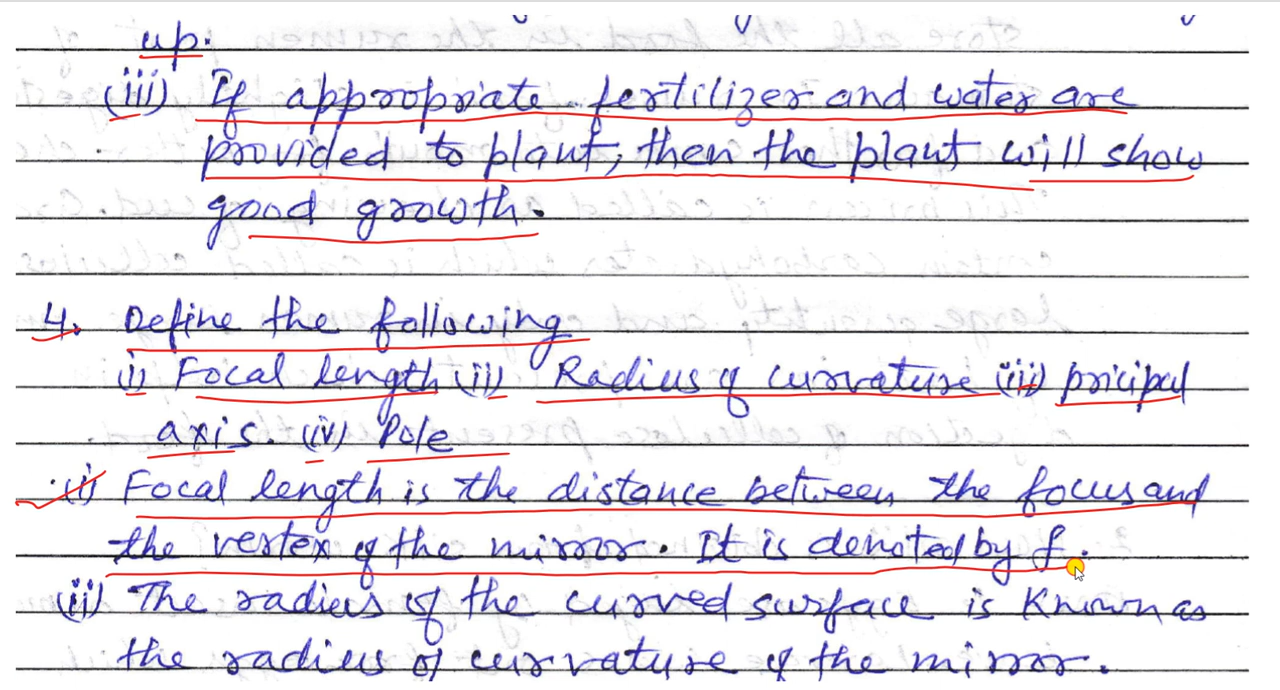 up.
(iii) If appropriate fertilizer and water are
provided to plant, then the plant will show
good growth.
4. Define the following
(i) Focal length (ii) Radius of curvature (iii) pricipal
axis. (iv) Pole
(i) Focal length is the distance between the focus and
the vertex of the mirror. It is denoted by f.
(ii) The radius of the curved surface is Known as
the radius of curvature of the mirror.